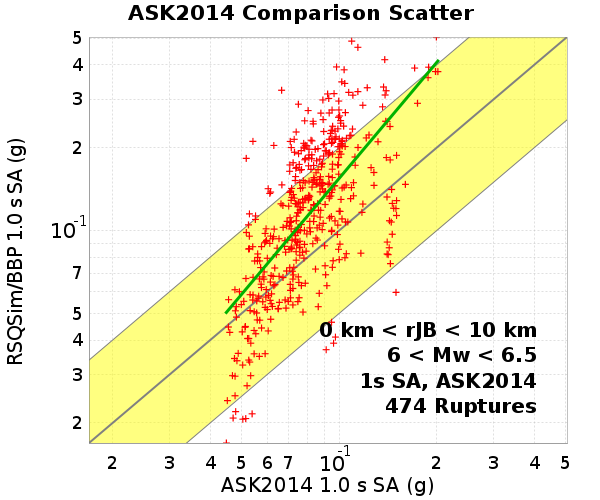 ASK2014 Comparison Scatter
RSQSim/BBP 1.0 s SA (g)
5
4
3
2
10^-1
7
5
4
3
2
0 km < rJB < 10 km
6 < Mw < 6.5
1s SA, ASK2014
474 Ruptures
2 3 4 5 6 7 10^-1 2 3 4 5
ASK2014 1.0 s SA (g)